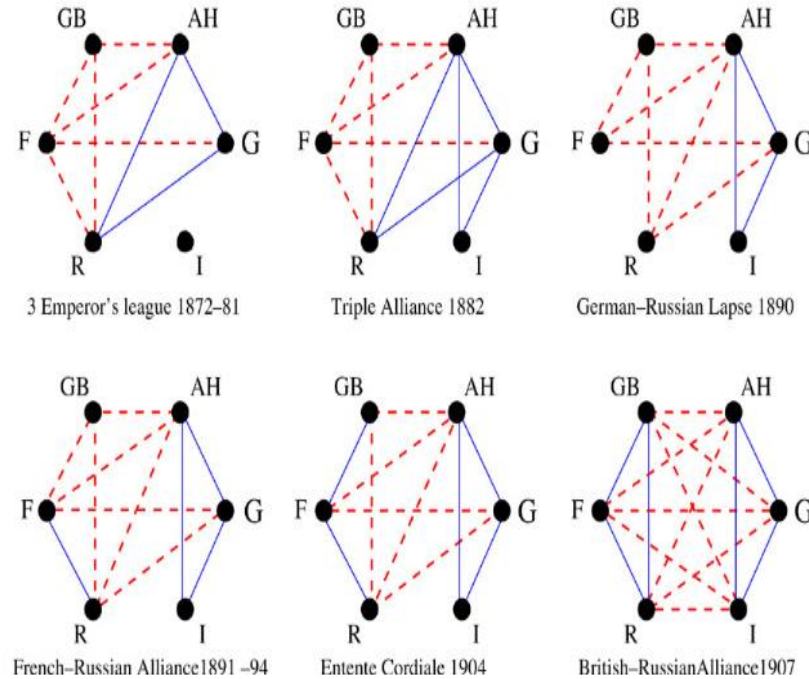 GB AH
F G
R I
3 Emperor's league 1872–81
GB AH
F G
R I
Triple Alliance 1882
GB AH
F G
R I
German–Russian Lapse 1890
GB AH
F G
R I
French–Russian Alliance1891 –94
GB AH
F G
R I
Entente Cordiale 1904
GB AH
F G
R I
British–RussianAlliance1907